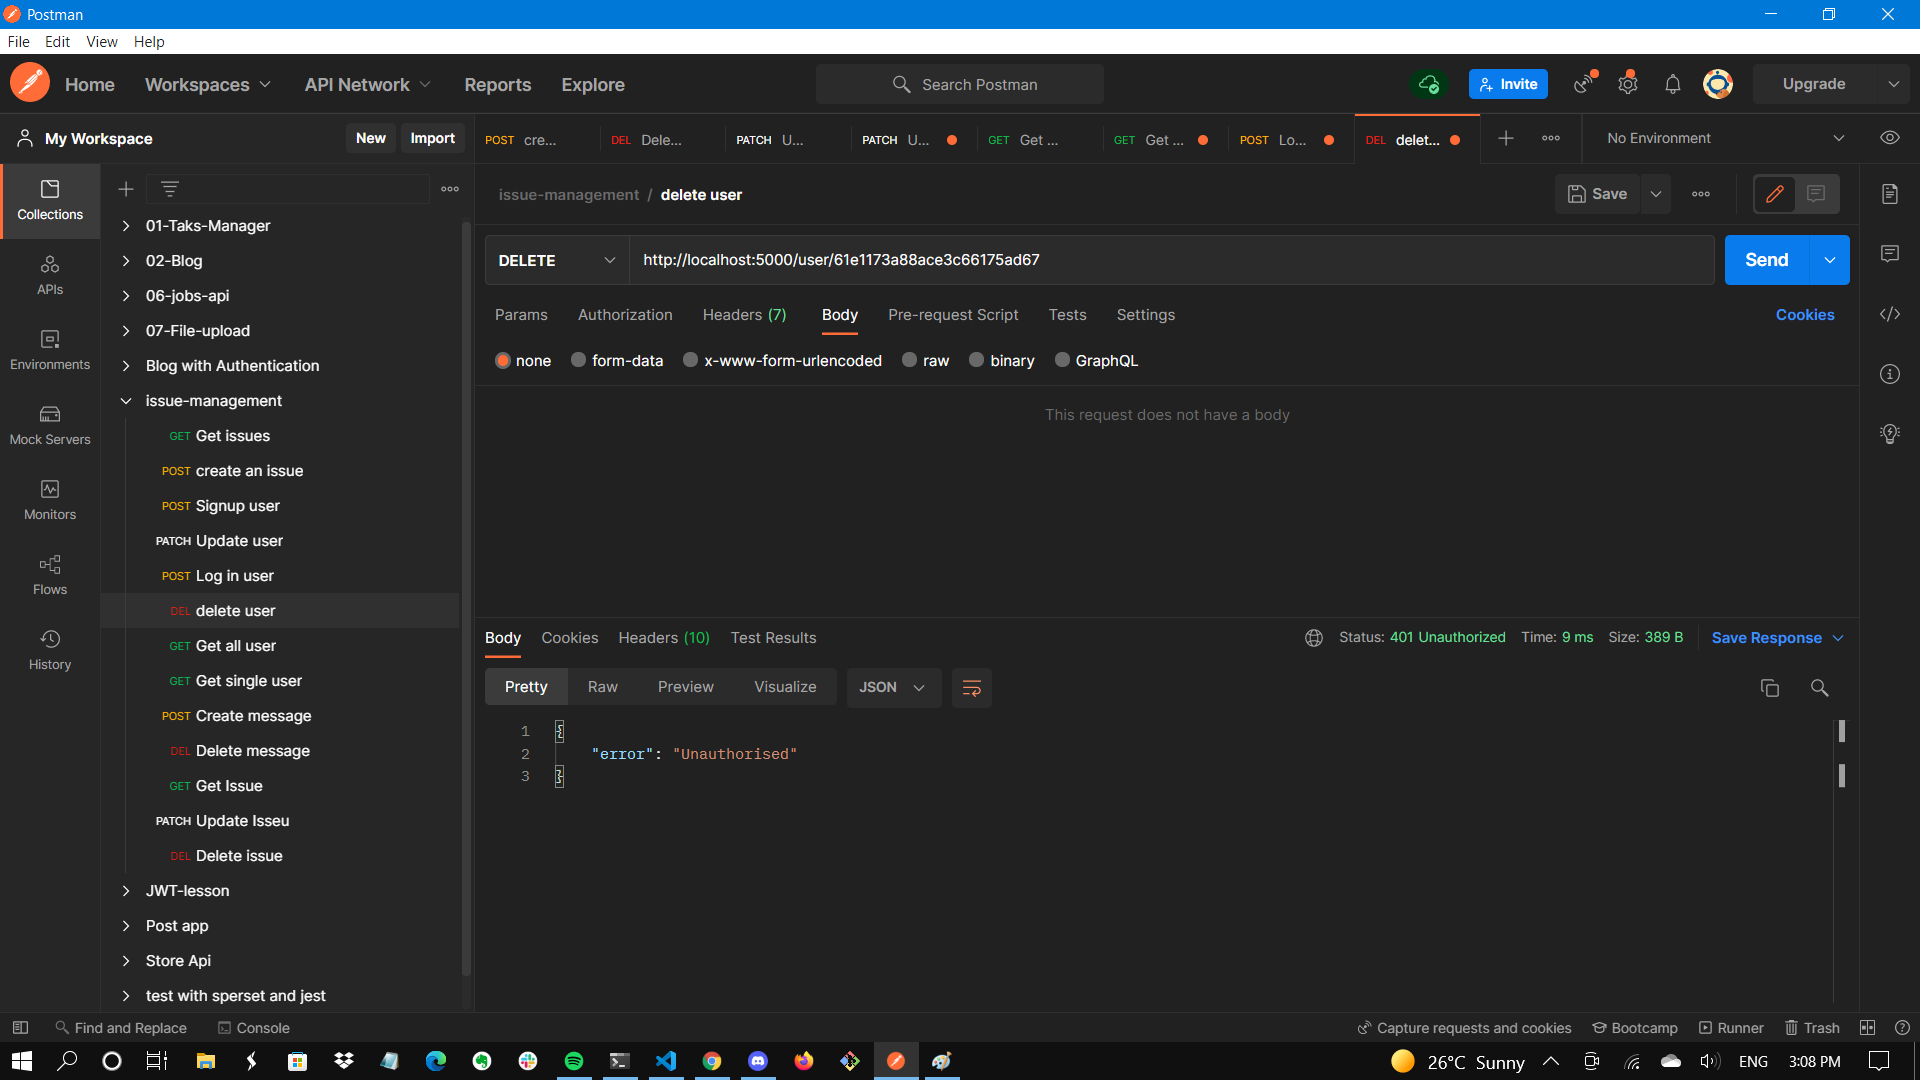 Postman
File Edit View Help
Home Workspaces API Network Reports Explore Search Postman Invite Upgrade
My Workspace New Import POST cre... DEL Dele... PATCH U... PATCH U... GET Get ... GET Get ... POST Lo... DEL delet... No Environment
Collections
APIs
Environments
Mock Servers
Monitors
Flows
History
01-Taks-Manager
02-Blog
06-jobs-api
07-File-upload
Blog with Authentication
issue-management
GET Get issues
POST create an issue
POST Signup user
PATCH Update user
POST Log in user
DEL delete user
GET Get all user
GET Get single user
POST Create message
DEL Delete message
GET Get Issue
PATCH Update Isseu
DEL Delete issue
JWT-lesson
Post app
Store Api
test with sperset and jest
issue-management / delete user Save
DELETE http://localhost:5000/user/61e1173a88ace3c66175ad67 Send
Params Authorization Headers (7) Body Pre-request Script Tests Settings Cookies
none form-data x-www-form-urlencoded raw binary GraphQL
This request does not have a body
Body Cookies Headers (10) Test Results Status: 401 Unauthorized Time: 9 ms Size: 389 B Save Response
Pretty Raw Preview Visualize JSON
1 {
2 "error": "Unauthorised"
3 }
Find and Replace Console Capture requests and cookies Bootcamp Runner Trash
26°C Sunny ENG 3:08 PM